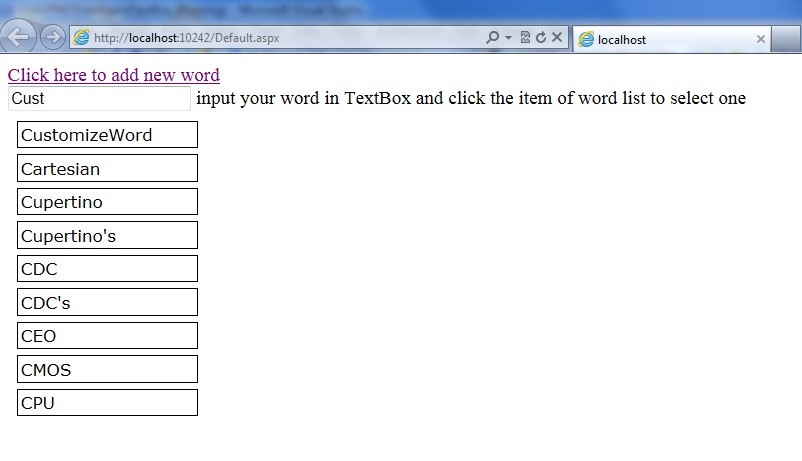 http://localhost:10242/Default.aspx
localhost
Click here to add new word
Cust input your word in TextBox and click the item of word list to select one
CustomizeWord
Cartesian
Cupertino
Cupertino's
CDC
CDC's
CEO
CMOS
CPU